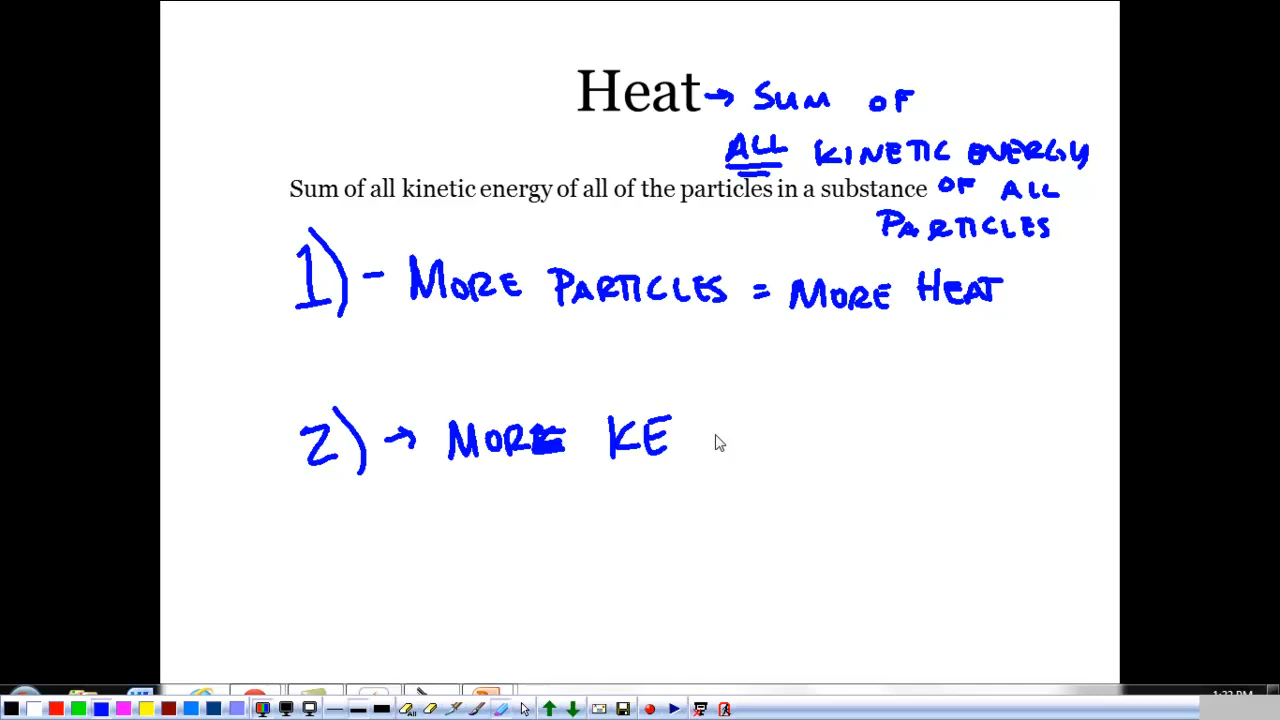 Heat → SUM OF
ALL KINETIC ENERGY
Sum of all kinetic energy of all of the particles in a substance OF ALL
PARTICLES
1) - MORE PARTICLES = MORE HEAT
2) → MORE KE